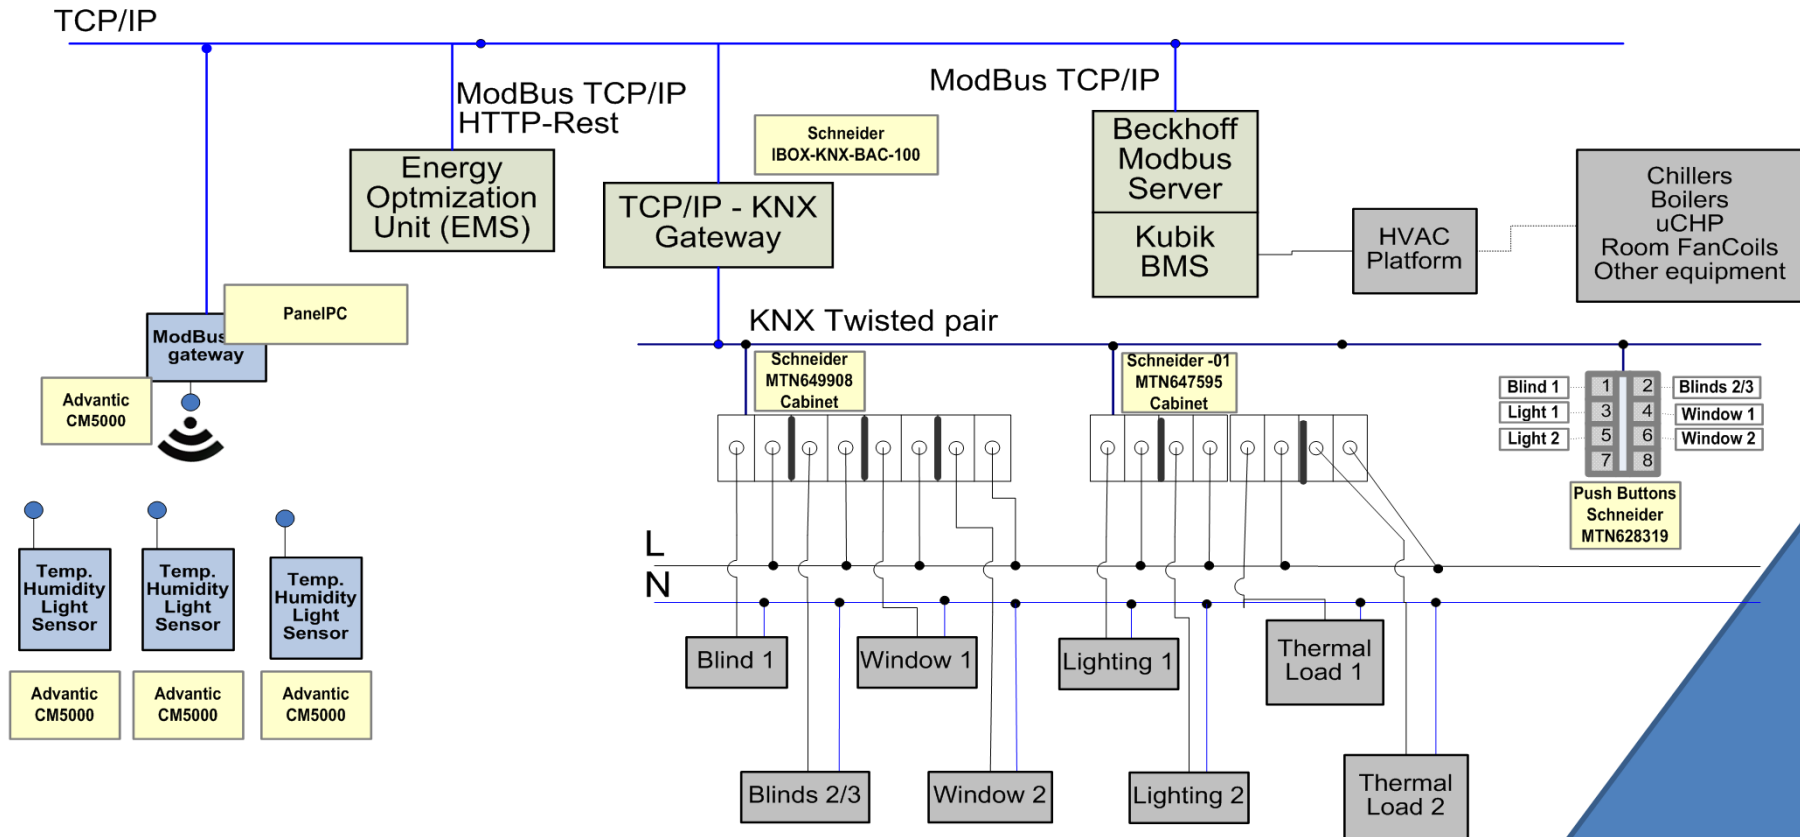 TCP/IP
ModBus TCP/IP
HTTP-Rest
ModBus TCP/IP
Schneider
IBOX-KNX-BAC-100
Energy
Optmization
Unit (EMS)
TCP/IP - KNX
Gateway
Beckhoff
Modbus
Server
Kubik
BMS
HVAC
Platform
Chillers
Boilers
uCHP
Room FanCoils
Other equipment
PanelPC
ModBus
gateway
Advantic
CM5000
KNX Twisted pair
Schneider
MTN649908
Cabinet
Schneider -01
MTN647595
Cabinet
Blind 1
1
2
Blinds 2/3
Light 1
3
4
Window 1
Light 2
5
6
Window 2
7
8
Push Buttons
Schneider
MTN628319
L
N
Temp.
Humidity
Light
Sensor
Temp.
Humidity
Light
Sensor
Temp.
Humidity
Light
Sensor
Advantic
CM5000
Advantic
CM5000
Advantic
CM5000
Blind 1
Window 1
Lighting 1
Thermal
Load 1
Blinds 2/3
Window 2
Lighting 2
Thermal
Load 2